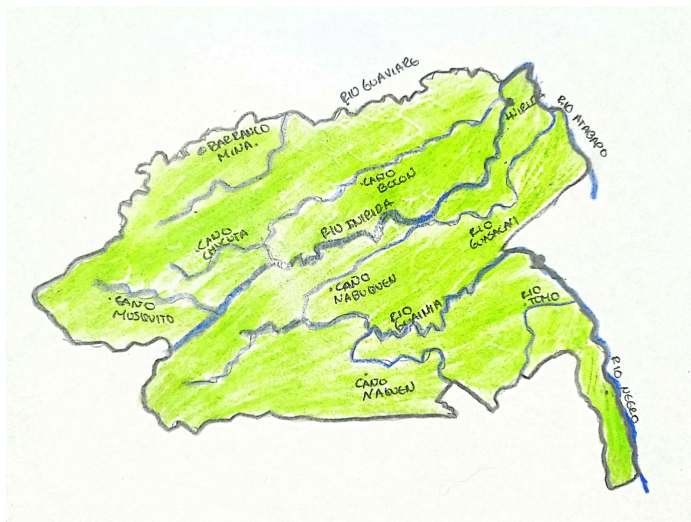 RIO GUAVIARE
INIRIDA
RIO ATABAPO
BARRANCO
MINA.
CAÑO
BOCON
RIO INIRIDA
CAÑO
CHICUTA
RIO
GUASACAVI
CAÑO
NABUQUEN
CAÑO
MOSQUITO
RIO
GUAINIA
RIO
TOMO
CAÑO
NAQUEN
RIO NEGRO